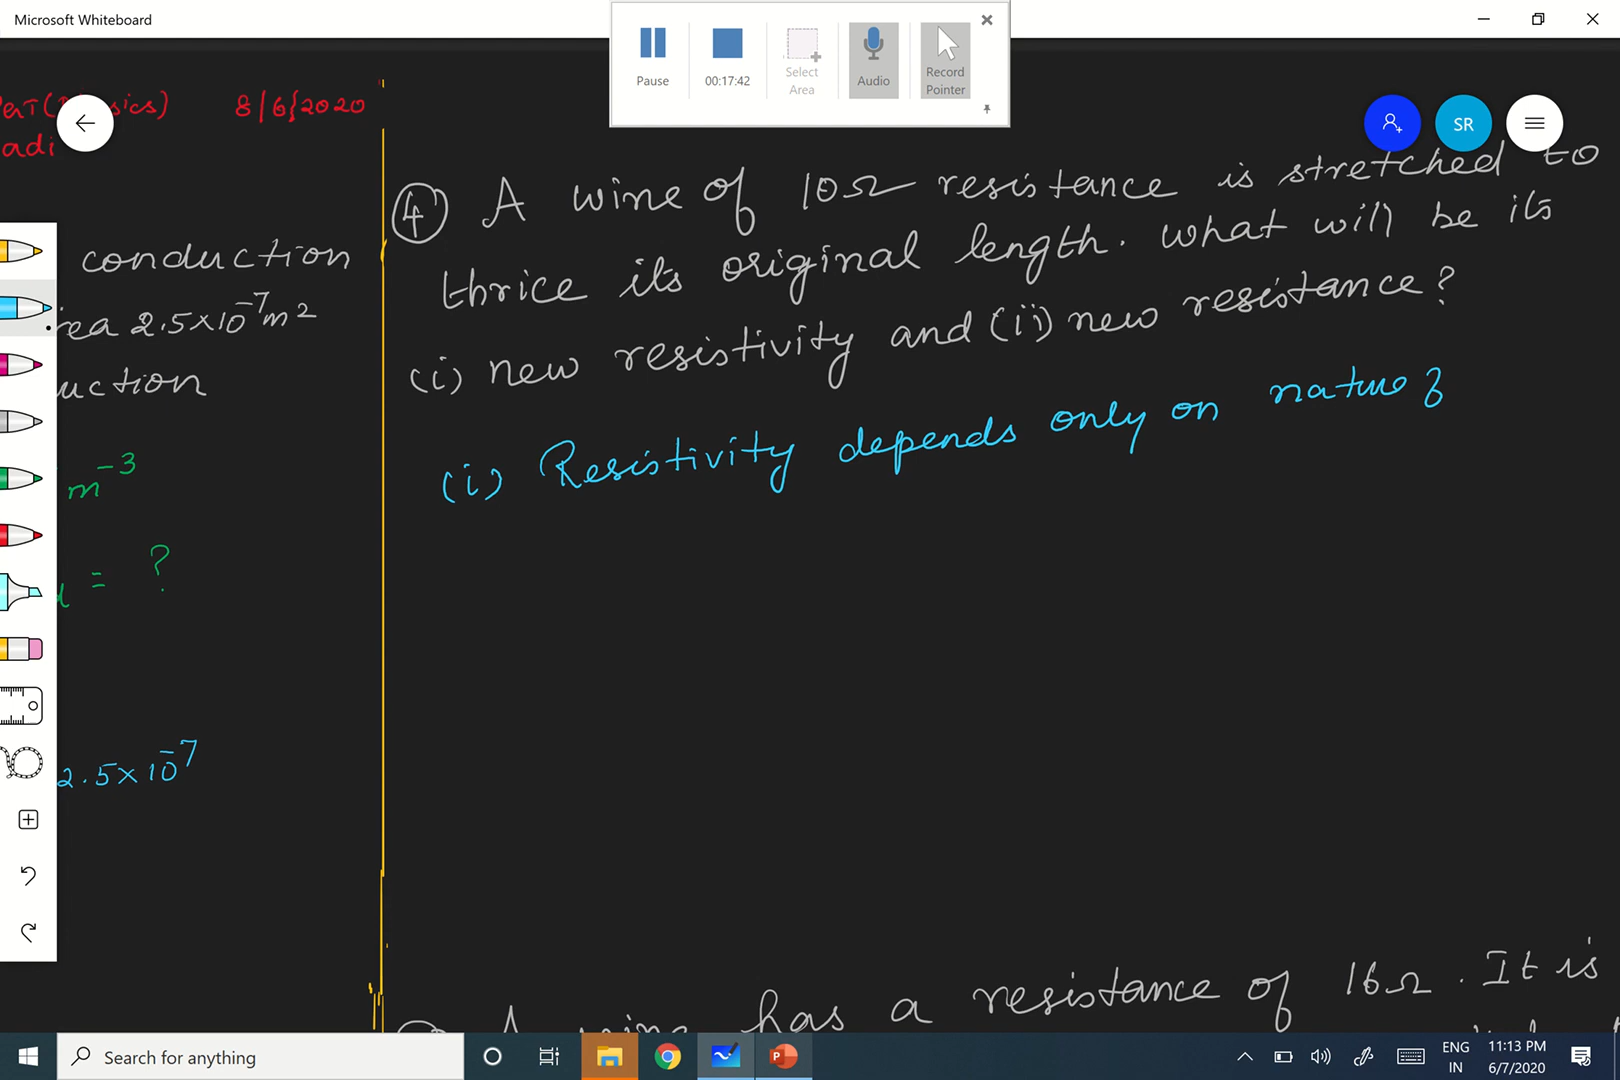 Microsoft Whiteboard
Pause
00:17:42
Select Area
Audio
Record Pointer
8/6/2020
SR
conduction
2.5×10⁻⁷m²
m⁻³
= ?
2.5×10⁻⁷
④ A wire of 10Ω resistance is stretched to
thrice its original length. What will be its
(i) new resistivity and (ii) new resistance?
(i) Resistivity depends only on nature of
has a resistance of 16Ω. It is
Search for anything
ENG
IN
11:13 PM
6/7/2020